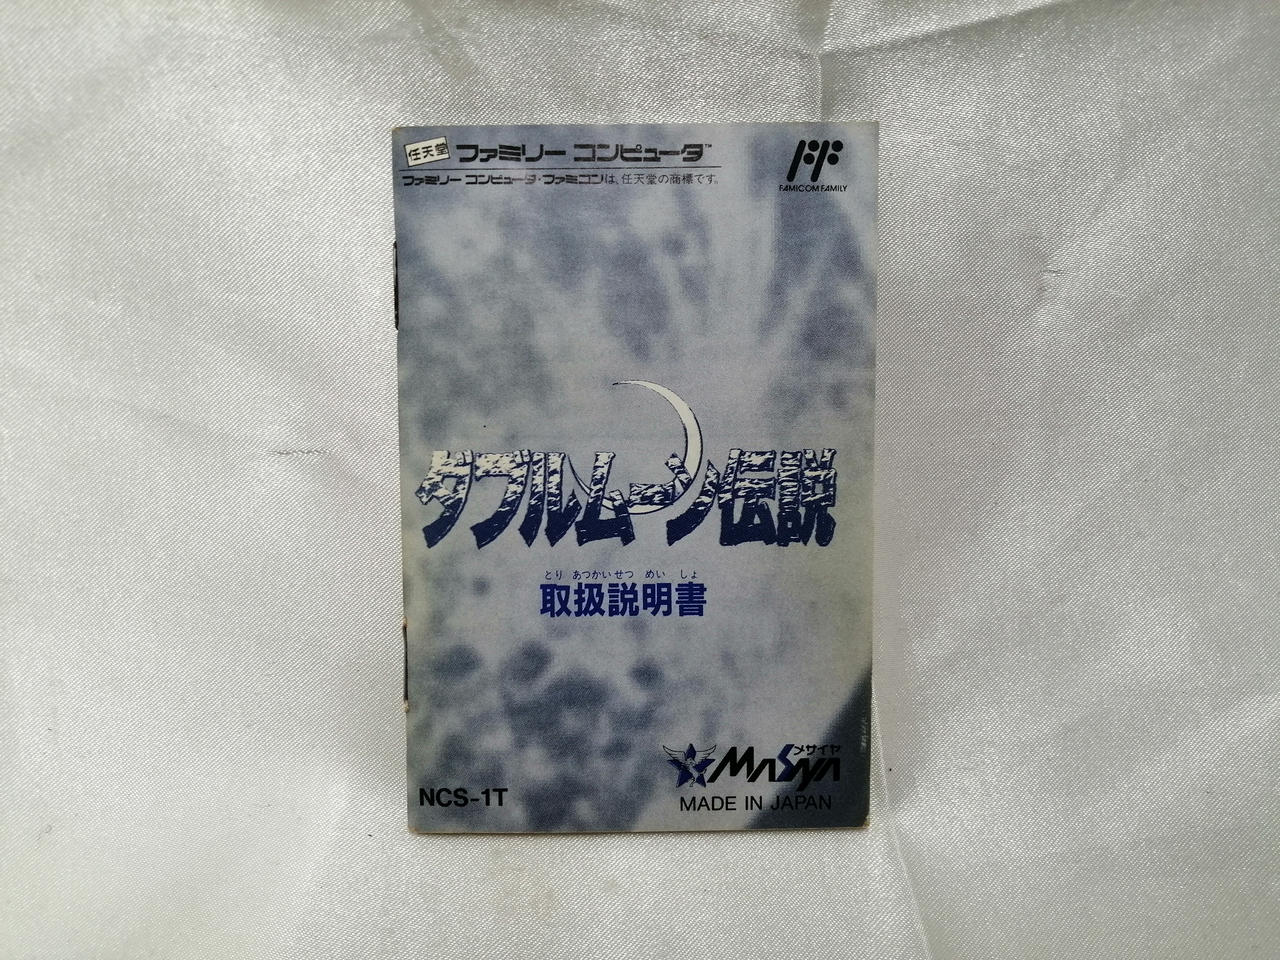 任天堂 ファミリー コンピュータ™
ファミリー コンピュータ・ファミコンは、任天堂の商標です。
FAMICOM FAMILY
ダブルムーン伝説
とり あつかい せつ めい しょ
取扱説明書
メサイヤ
MASAYA
NCS-1T
MADE IN JAPAN